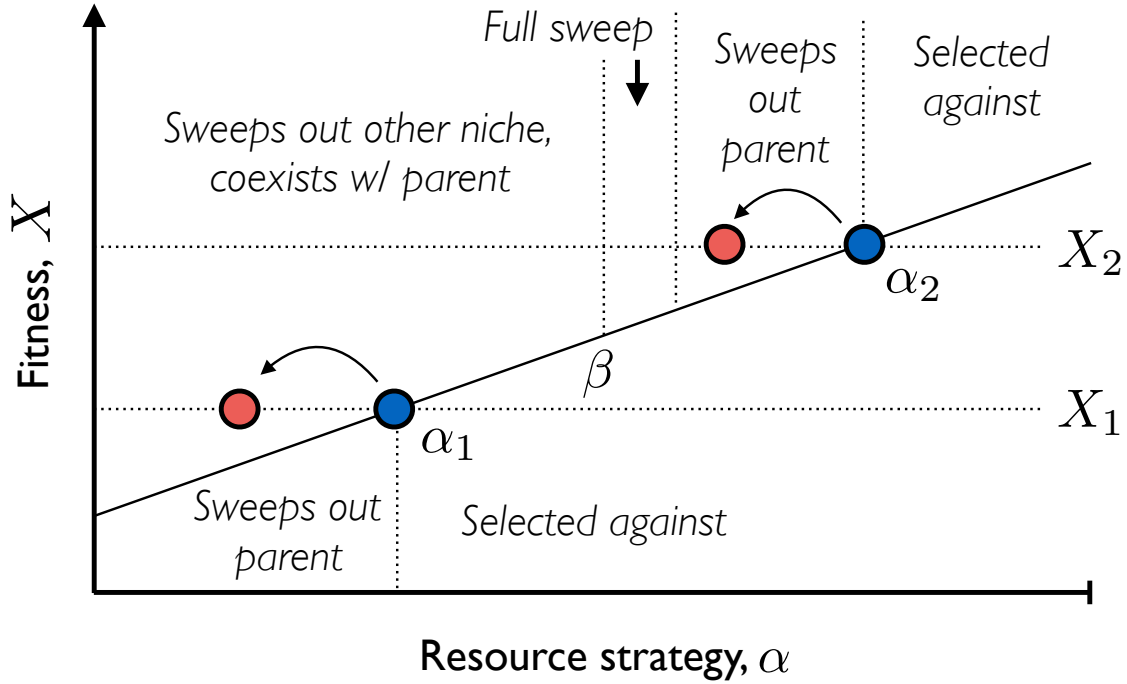 Full sweep
Sweeps
out
parent
Selected
against
Sweeps out other niche,
coexists w/ parent
Fitness, X
X₂
α₂
β
X₁
α₁
Sweeps out
parent
Selected against
Resource strategy, α